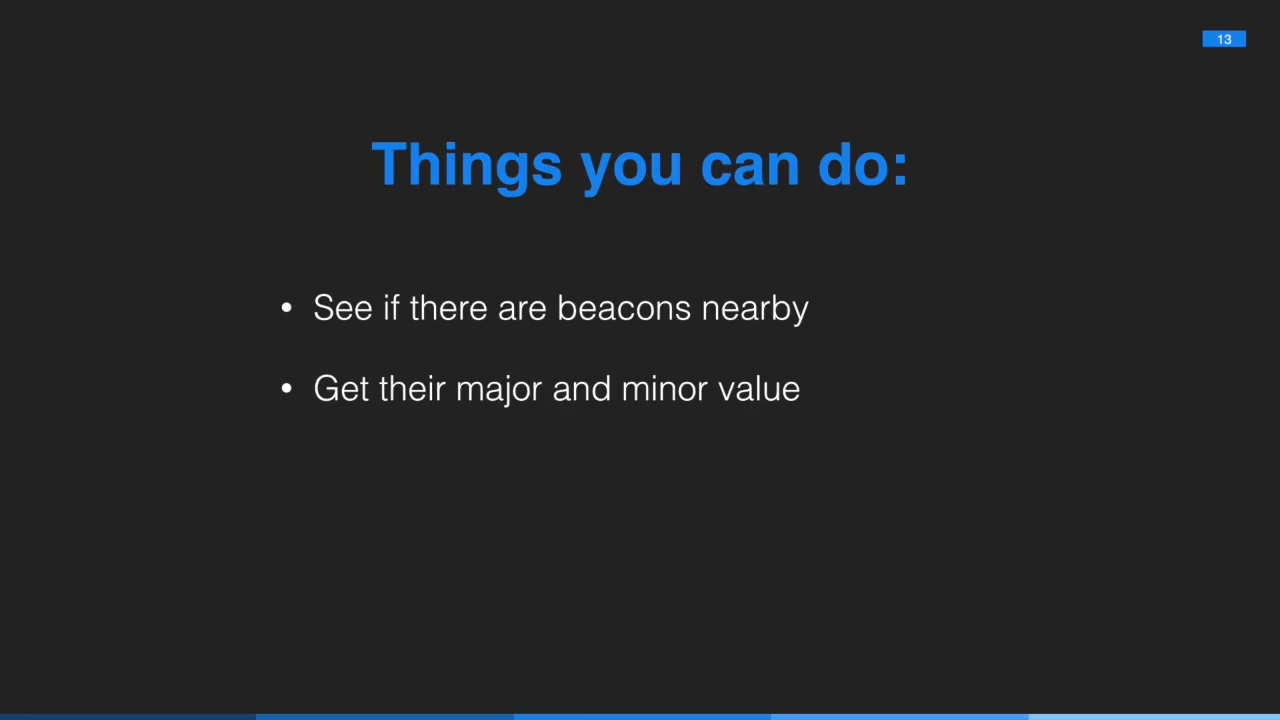 13
Things you can do:
• See if there are beacons nearby
• Get their major and minor value